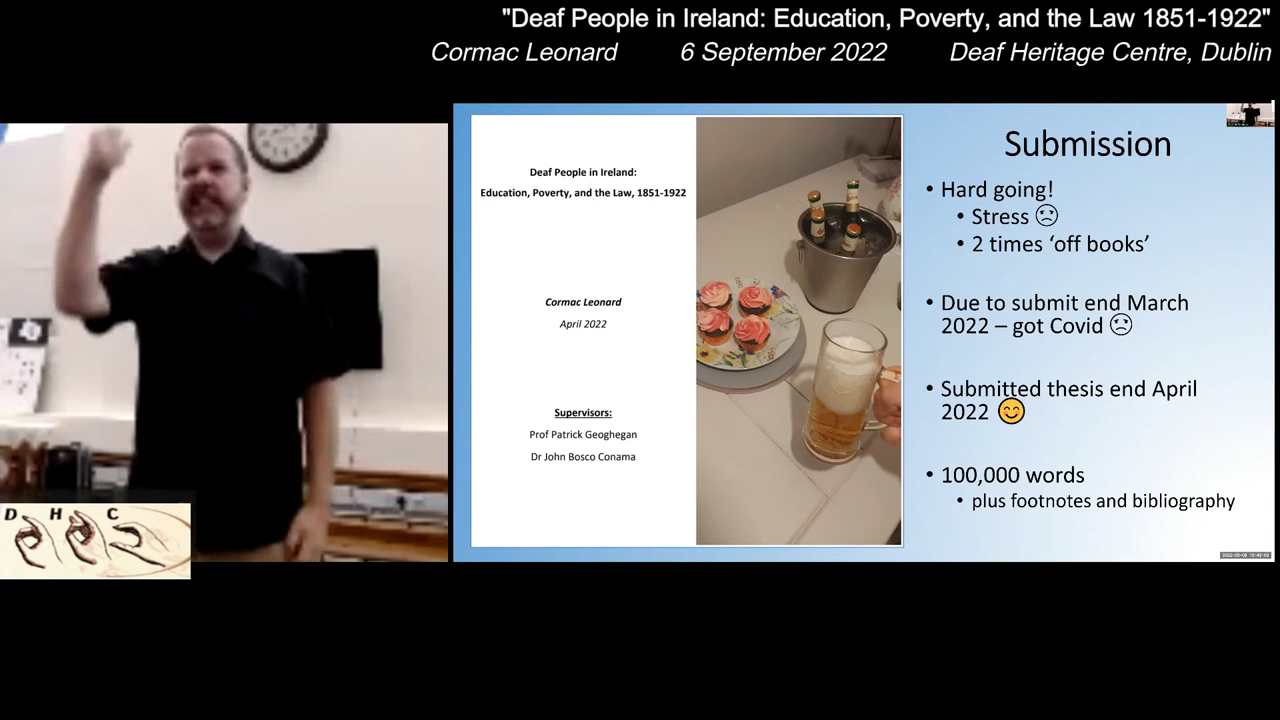 "Deaf People in Ireland: Education, Poverty, and the Law 1851-1922"
Cormac Leonard 6 September 2022 Deaf Heritage Centre, Dublin
Deaf People in Ireland:
Education, Poverty, and the Law, 1851-1922
Cormac Leonard
April 2022
Supervisors:
Prof Patrick Geoghegan
Dr John Bosco Conama
Submission
• Hard going!
• Stress ☹
• 2 times ‘off books’
• Due to submit end March
2022 – got Covid ☹
• Submitted thesis end April
2022 😊
• 100,000 words
• plus footnotes and bibliography
D H C